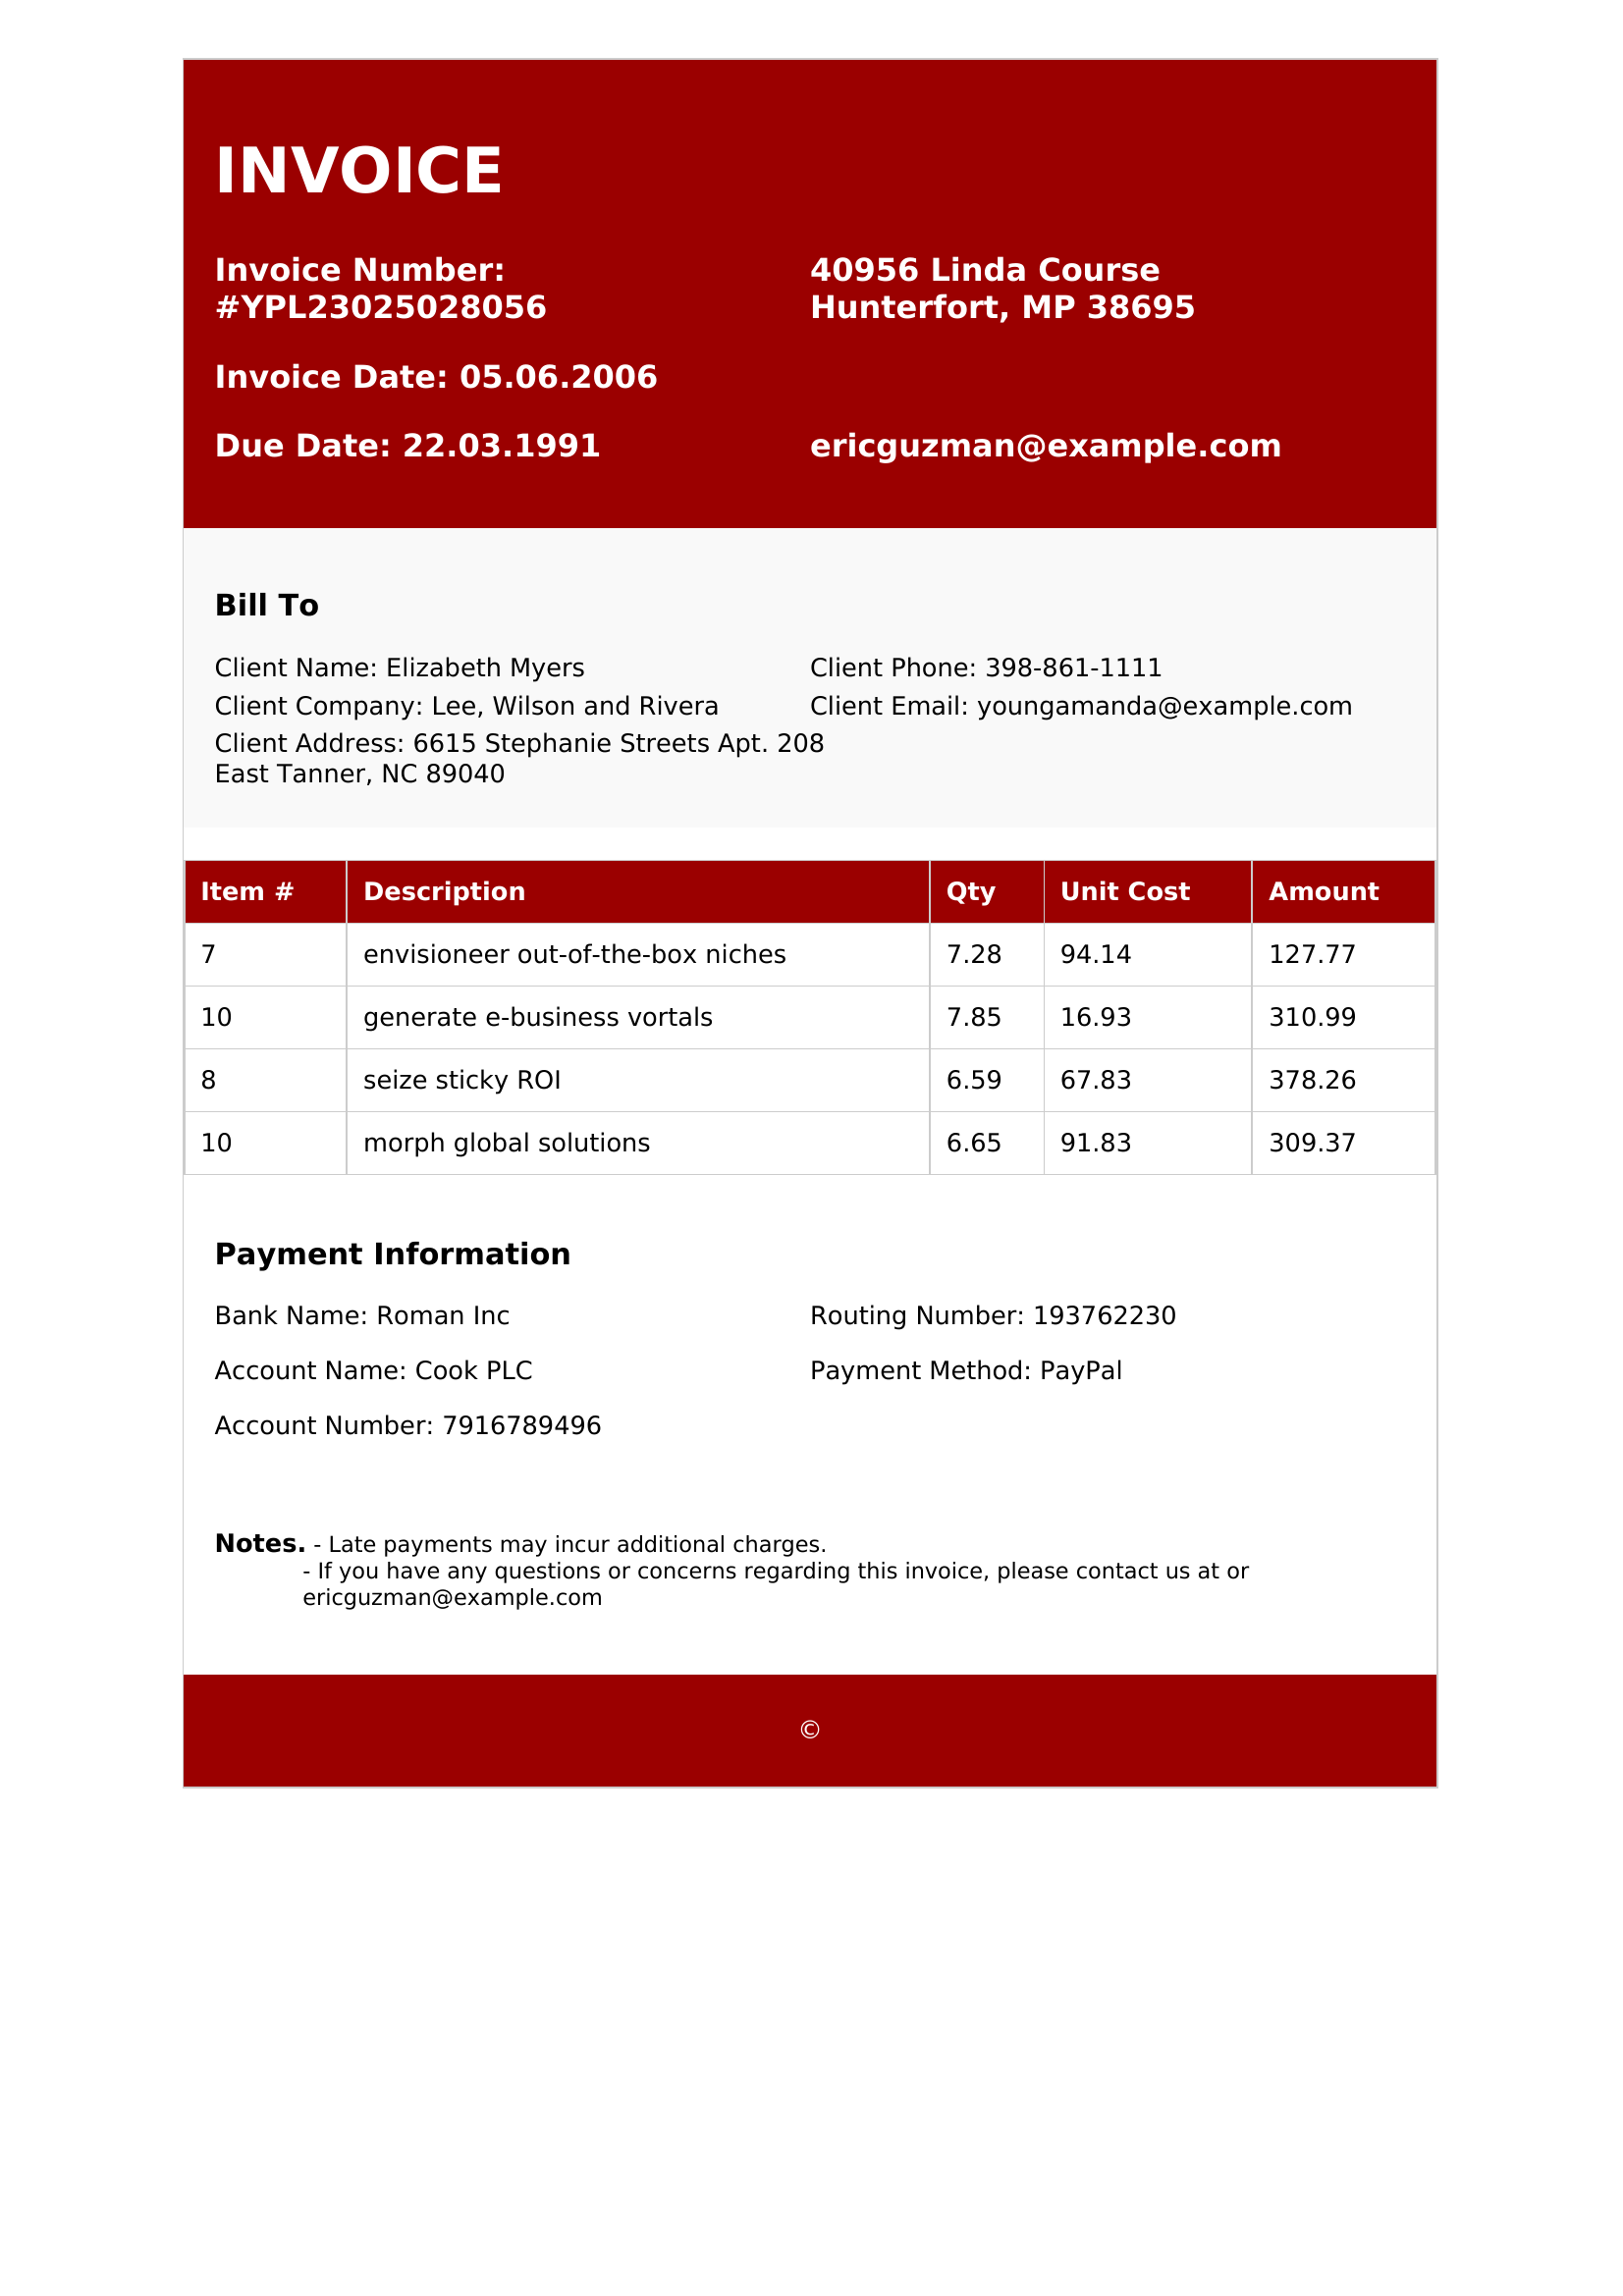 INVOICE
Invoice Number:
#YPL23025028056
40956 Linda Course
Hunterfort, MP 38695
Invoice Date: 05.06.2006
Due Date: 22.03.1991
ericguzman@example.com
Bill To
Client Name: Elizabeth Myers
Client Phone: 398-861-1111
Client Company: Lee, Wilson and Rivera
Client Email: youngamanda@example.com
Client Address: 6615 Stephanie Streets Apt. 208
East Tanner, NC 89040
Item # Description Qty Unit Cost Amount
7 envisioneer out-of-the-box niches 7.28 94.14 127.77
10 generate e-business vortals 7.85 16.93 310.99
8 seize sticky ROI 6.59 67.83 378.26
10 morph global solutions 6.65 91.83 309.37
Payment Information
Bank Name: Roman Inc
Routing Number: 193762230
Account Name: Cook PLC
Payment Method: PayPal
Account Number: 7916789496
Notes. - Late payments may incur additional charges.
- If you have any questions or concerns regarding this invoice, please contact us at or
ericguzman@example.com
©